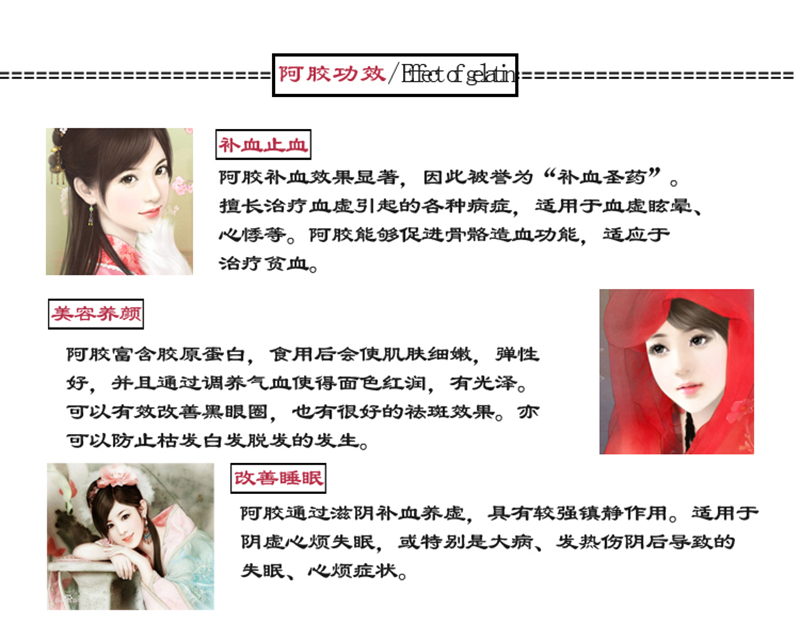 阿胶功效/Effect of gelatin
补血止血
阿胶补血效果显著，因此被誉为“补血圣药”。
擅长治疗血虚引起的各种病症，适用于血虚眩晕、
心悸等。阿胶能够促进骨骼造血功能，适应于
治疗贫血。
美容养颜
阿胶富含胶原蛋白，食用后会使肌肤细嫩，弹性
好，并且通过调养气血使得面色红润，有光泽。
可以有效改善黑眼圈，也有很好的祛斑效果。亦
可以防止枯发白发脱发的发生。
改善睡眠
阿胶通过滋阴补血养虚，具有较强镇静作用。适用于
阴虚心烦失眠，或特别是大病、发热伤阴后导致的
失眠、心烦症状。